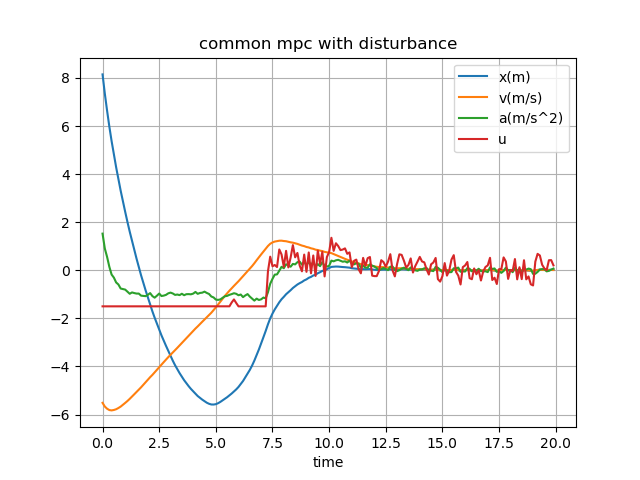 common mpc with disturbance
x(m)
v(m/s)
a(m/s^2)
u
8
6
4
2
0
−2
−4
−6
0.0 2.5 5.0 7.5 10.0 12.5 15.0 17.5 20.0
time